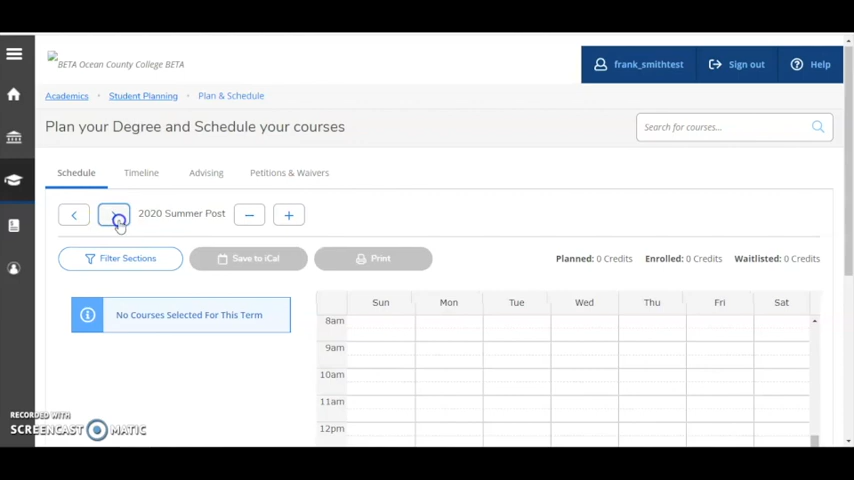 BETA Ocean County College BETA
frank_smithtest
Sign out
Help
Academics
Student Planning
Plan & Schedule
Plan your Degree and Schedule your courses
Search for courses...
Schedule
Timeline
Advising
Petitions & Waivers
2020 Summer Post
Filter Sections
Save to iCal
Print
Planned: 0 Credits
Enrolled: 0 Credits
Waitlisted: 0 Credits
No Courses Selected For This Term
Sun
Mon
Tue
Wed
Thu
Fri
Sat
8am
9am
10am
11am
12pm
RECORDED WITH
SCREENCAST MATIC